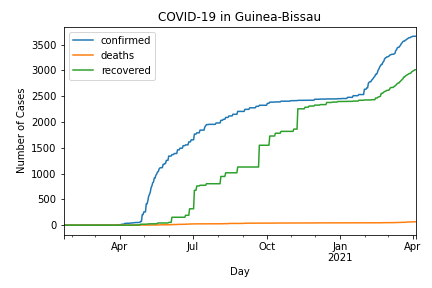 COVID-19 in Guinea-Bissau
confirmed
deaths
recovered
Number of Cases
3500
3000
2500
2000
1500
1000
500
0
Apr Jul Oct Jan Apr
2021
Day